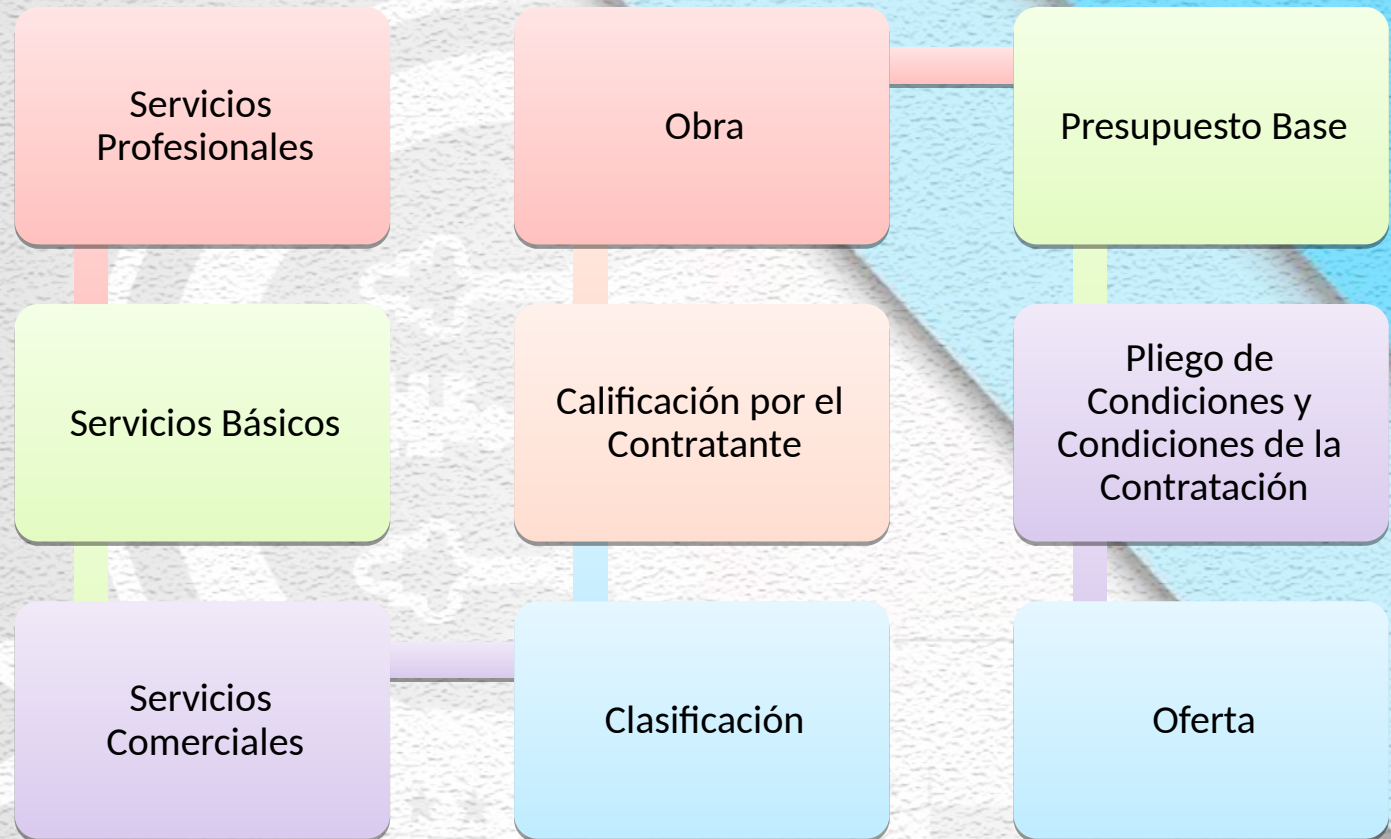 Servicios
Profesionales
Servicios Básicos
Servicios
Comerciales
Clasificación
Calificación por el
Contratante
Obra
Presupuesto Base
Pliego de
Condiciones y
Condiciones de la
Contratación
Oferta